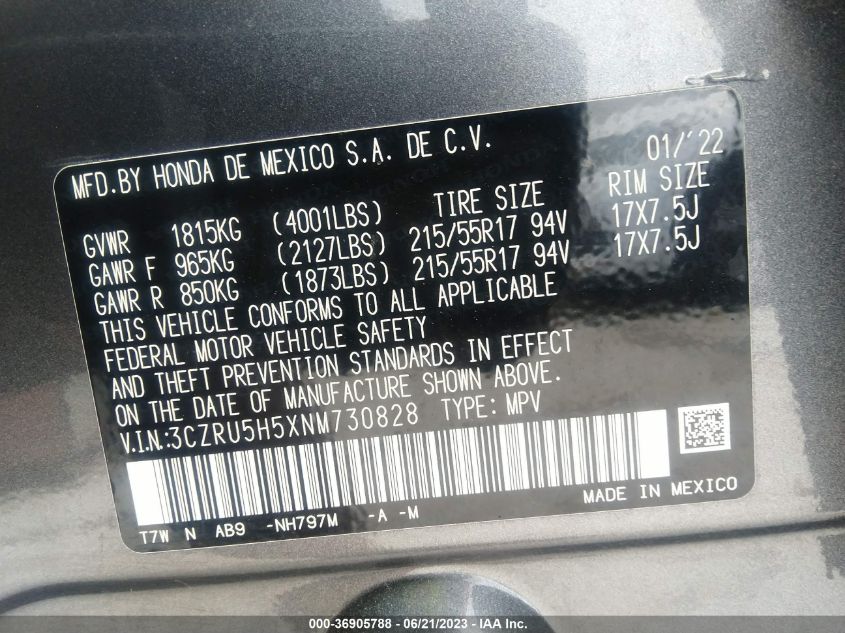 MFD.BY HONDA DE MEXICO S.A. DE C.V. 01/'22
TIRE SIZE RIM SIZE
GVWR 1815KG (4001LBS)
GAWR F 965KG (2127LBS) 215/55R17 94V 17X7.5J
GAWR R 850KG (1873LBS) 215/55R17 94V 17X7.5J
THIS VEHICLE CONFORMS TO ALL APPLICABLE
FEDERAL MOTOR VEHICLE SAFETY
AND THEFT PREVENTION STANDARDS IN EFFECT
ON THE DATE OF MANUFACTURE SHOWN ABOVE.
V.I.N.:3CZRU5H5XNM730828 TYPE: MPV
MADE IN MEXICO
T7W N AB9 -NH797M -A -M
000-36905788 - 06/21/2023 - IAA Inc.